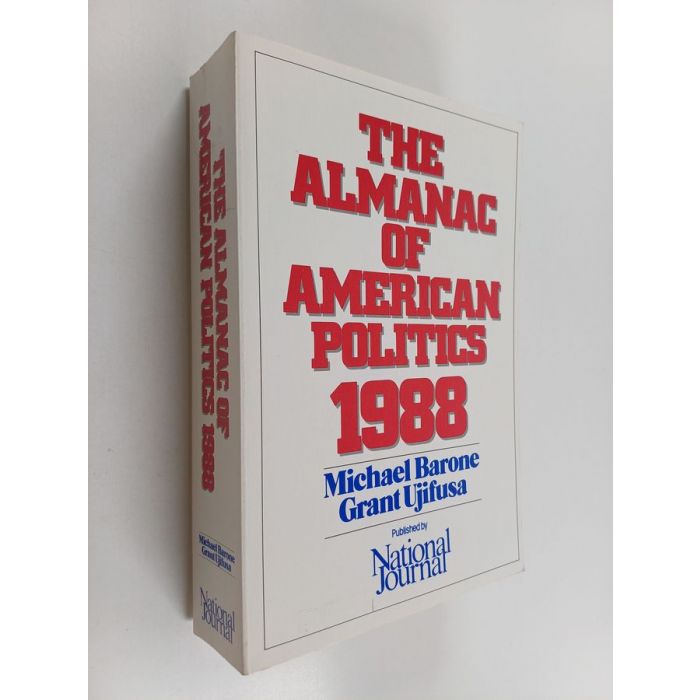 THE
ALMANAC
OF
AMERICAN
POLITICS
1988
Michael Barone
Grant Ujifusa
Published by
National
Journal
THE ALMANAC OF
AMERICAN POLITICS 1988
Michael Barone
Grant Ujifusa
National
Journal